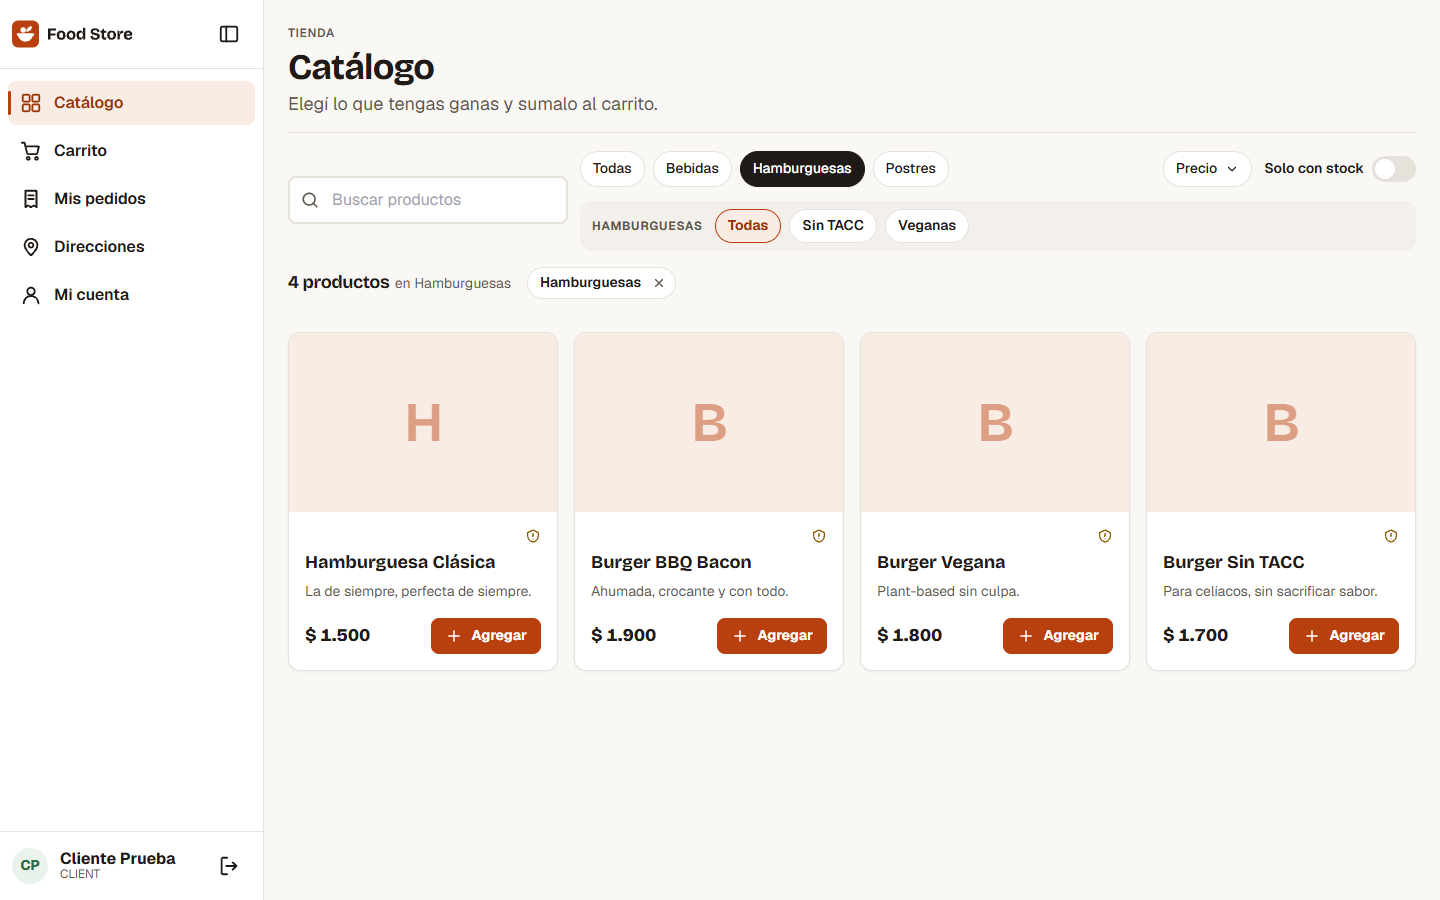 Food Store
Catálogo
Carrito
Mis pedidos
Direcciones
Mi cuenta
CP
Cliente Prueba
CLIENT
TIENDA
Catálogo
Elegí lo que tengas ganas y sumalo al carrito.
Buscar productos
Todas Bebidas Hamburguesas Postres
Precio
Solo con stock
HAMBURGUESAS Todas Sin TACC Veganas
4 productos en Hamburguesas Hamburguesas
H
Hamburguesa Clásica
La de siempre, perfecta de siempre.
$ 1.500 Agregar
B
Burger BBQ Bacon
Ahumada, crocante y con todo.
$ 1.900 Agregar
B
Burger Vegana
Plant-based sin culpa.
$ 1.800 Agregar
B
Burger Sin TACC
Para celíacos, sin sacrificar sabor.
$ 1.700 Agregar